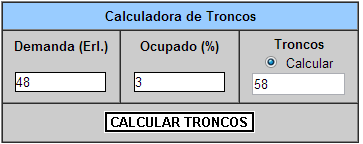 Calculadora de Troncos
Demanda (Erl.) Ocupado (%) Troncos
Calcular
48 3 58
CALCULAR TRONCOS